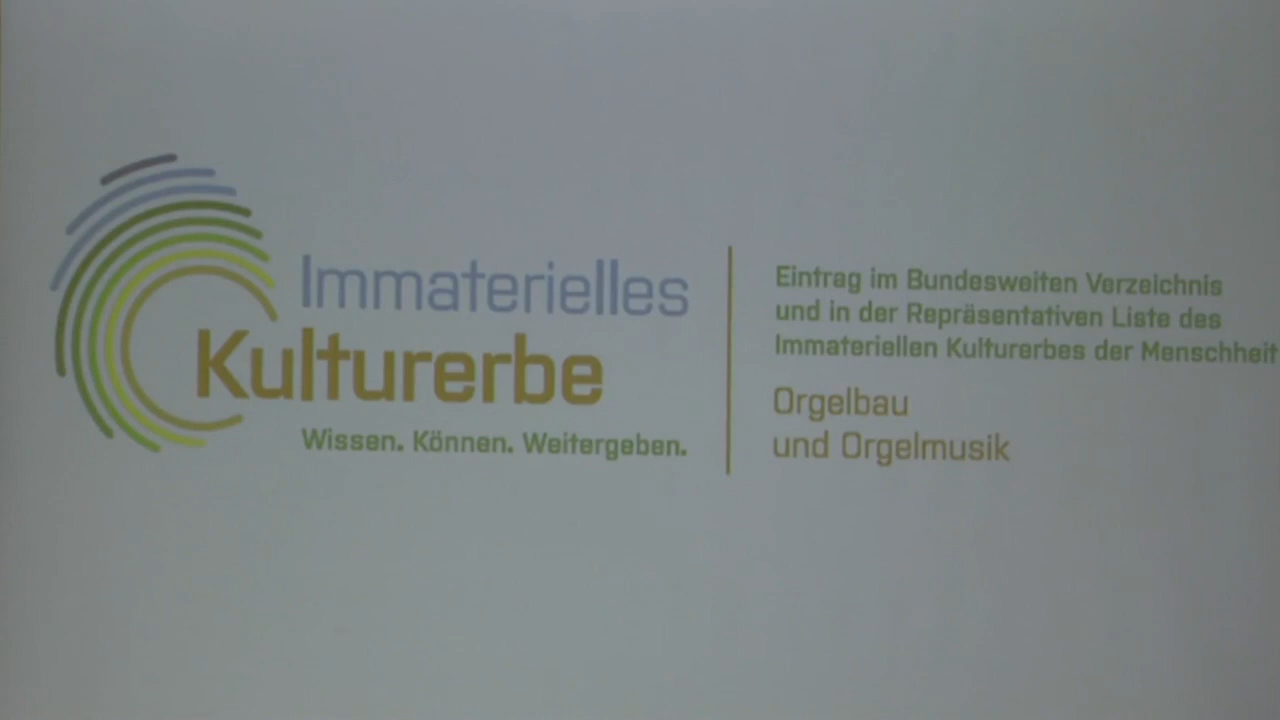 Immaterielles
Kulturerbe
Wissen. Können. Weitergeben.
Eintrag im Bundesweiten Verzeichnis
und in der Repräsentativen Liste des
Immateriellen Kulturerbes der Menschheit
Orgelbau
und Orgelmusik